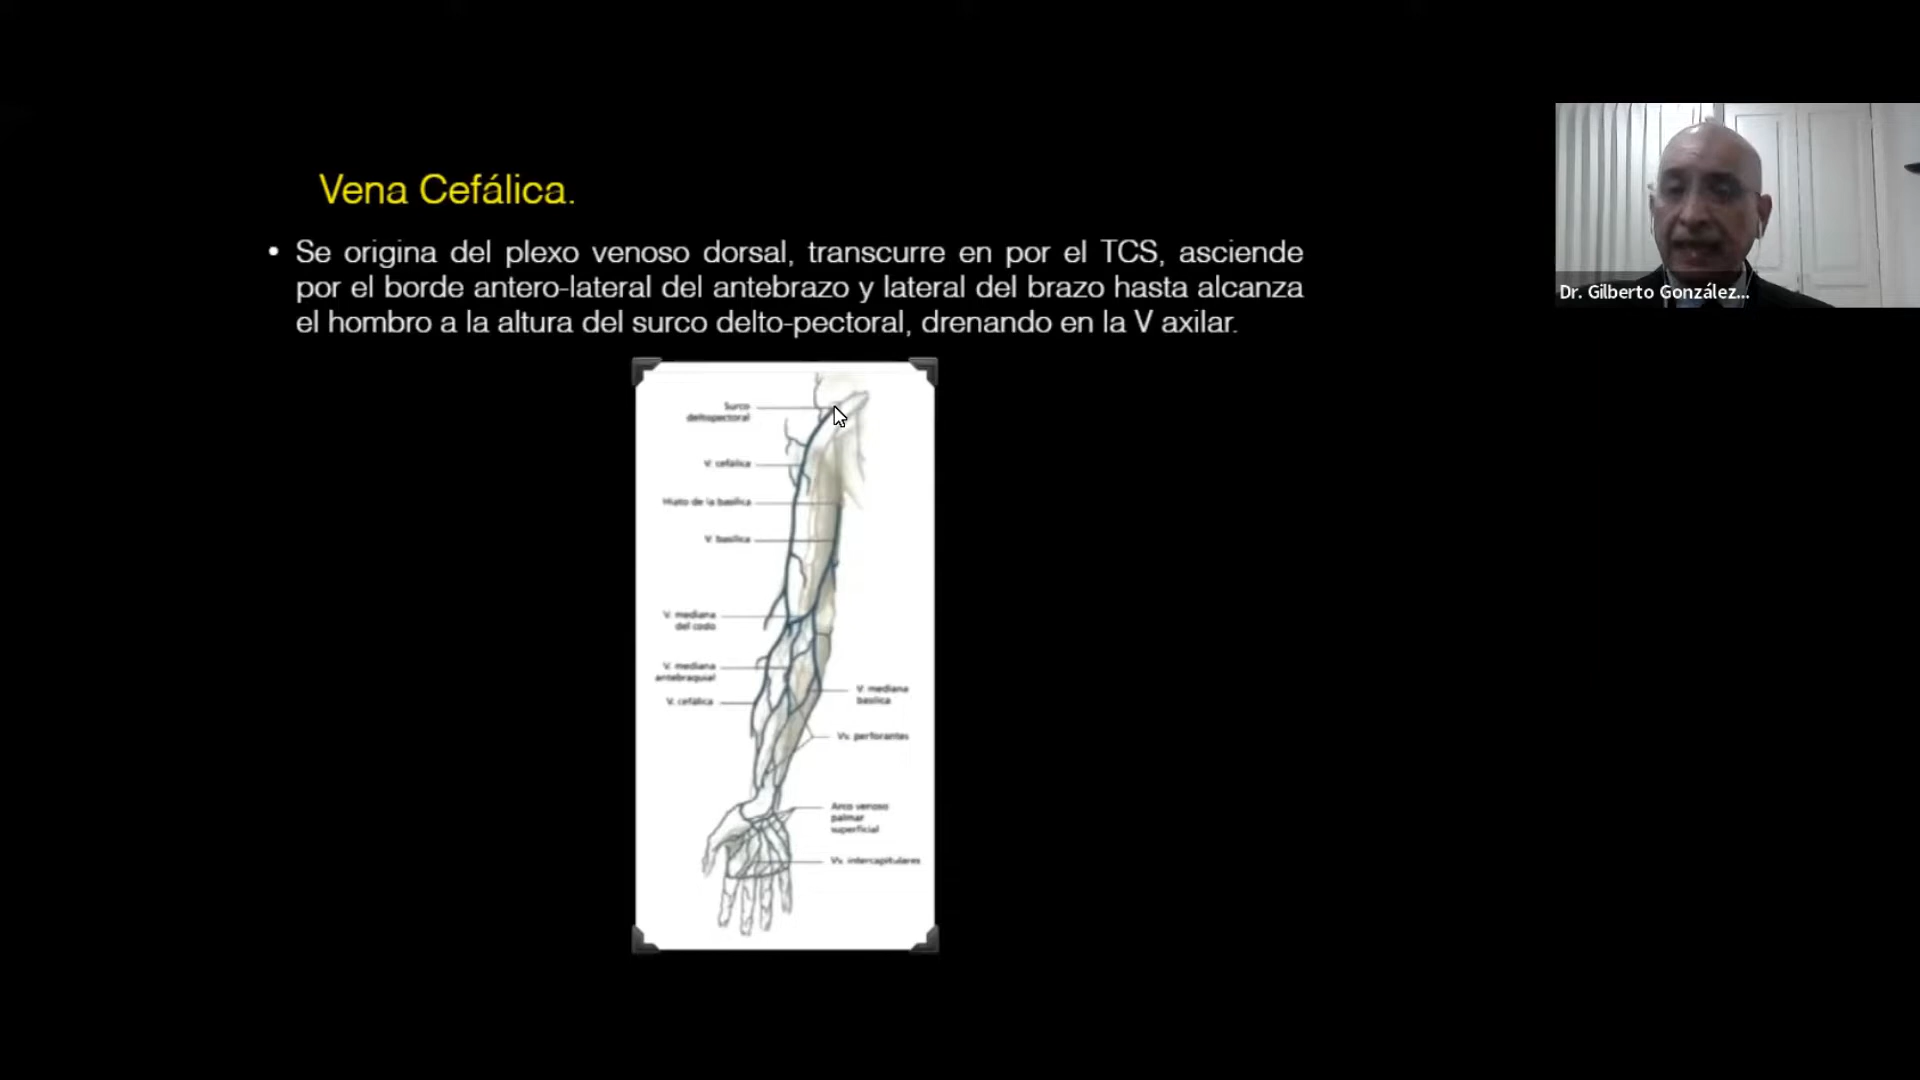 Vena Cefálica.
• Se origina del plexo venoso dorsal, transcurre en por el TCS, asciende
por el borde antero-lateral del antebrazo y lateral del brazo hasta alcanza
el hombro a la altura del surco delto-pectoral, drenando en la V axilar.
Dr. Gilberto González...
Surco
deltopectoral
V. cefálica
Hiato de la basílica
V. basílica
V. mediana
del codo
V. mediana
antebraquial
V. cefálica
V. mediana
basílica
Vs. perforantes
Arco venoso
palmar
superficial
Vs. intercapitulares